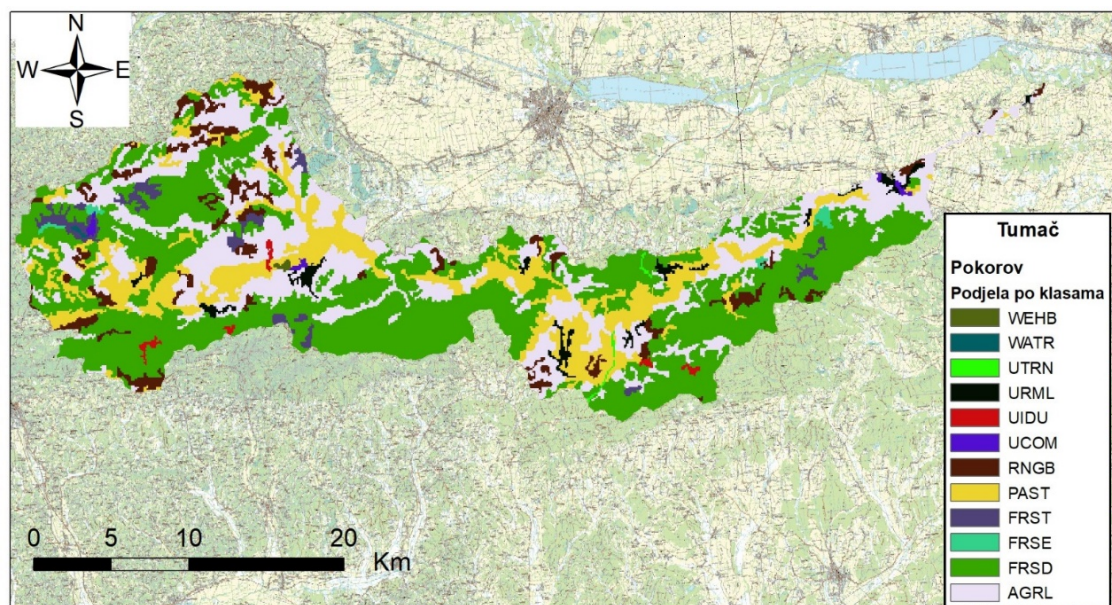 N
W E
S
Tumač
Pokorov
Podjela po klasama
WEHB
WATR
UTRN
URML
UIDU
UCOM
RNGB
PAST
FRST
FRSE
FRSD
AGRL
0 5 10 20
Km